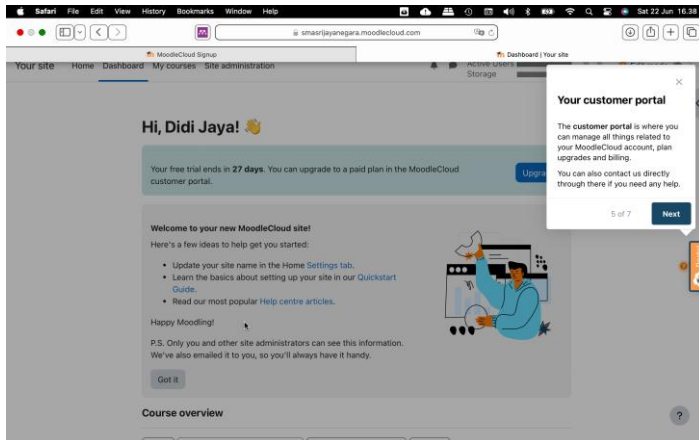 Safari File Edit View History Bookmarks Window Help Sat 22 Jun 16.38
smasrijayanegara.moodlecloud.com
MoodleCloud Signup
Dashboard | Your site
Your site Home Dashboard My courses Site administration
Active Users
Storage
Your customer portal
The customer portal is where you
can manage all things related to
your MoodleCloud account, plan
upgrades and billing.
You can also contact us directly
through there if you need any help.
5 of 7 Next
Hi, Didi Jaya!
Your free trial ends in 27 days. You can upgrade to a paid plan in the MoodleCloud
customer portal.
Welcome to your new MoodleCloud site!
Here's a few ideas to help get you started:
• Update your site name in the Home Settings tab.
• Learn the basics about setting up your site in our Quickstart
Guide.
• Read our most popular Help centre articles.
Happy Moodling!
P.S. Only you and other site administrators can see this information.
We've also emailed it to you, so you'll always have it handy.
Got it
Course overview
?